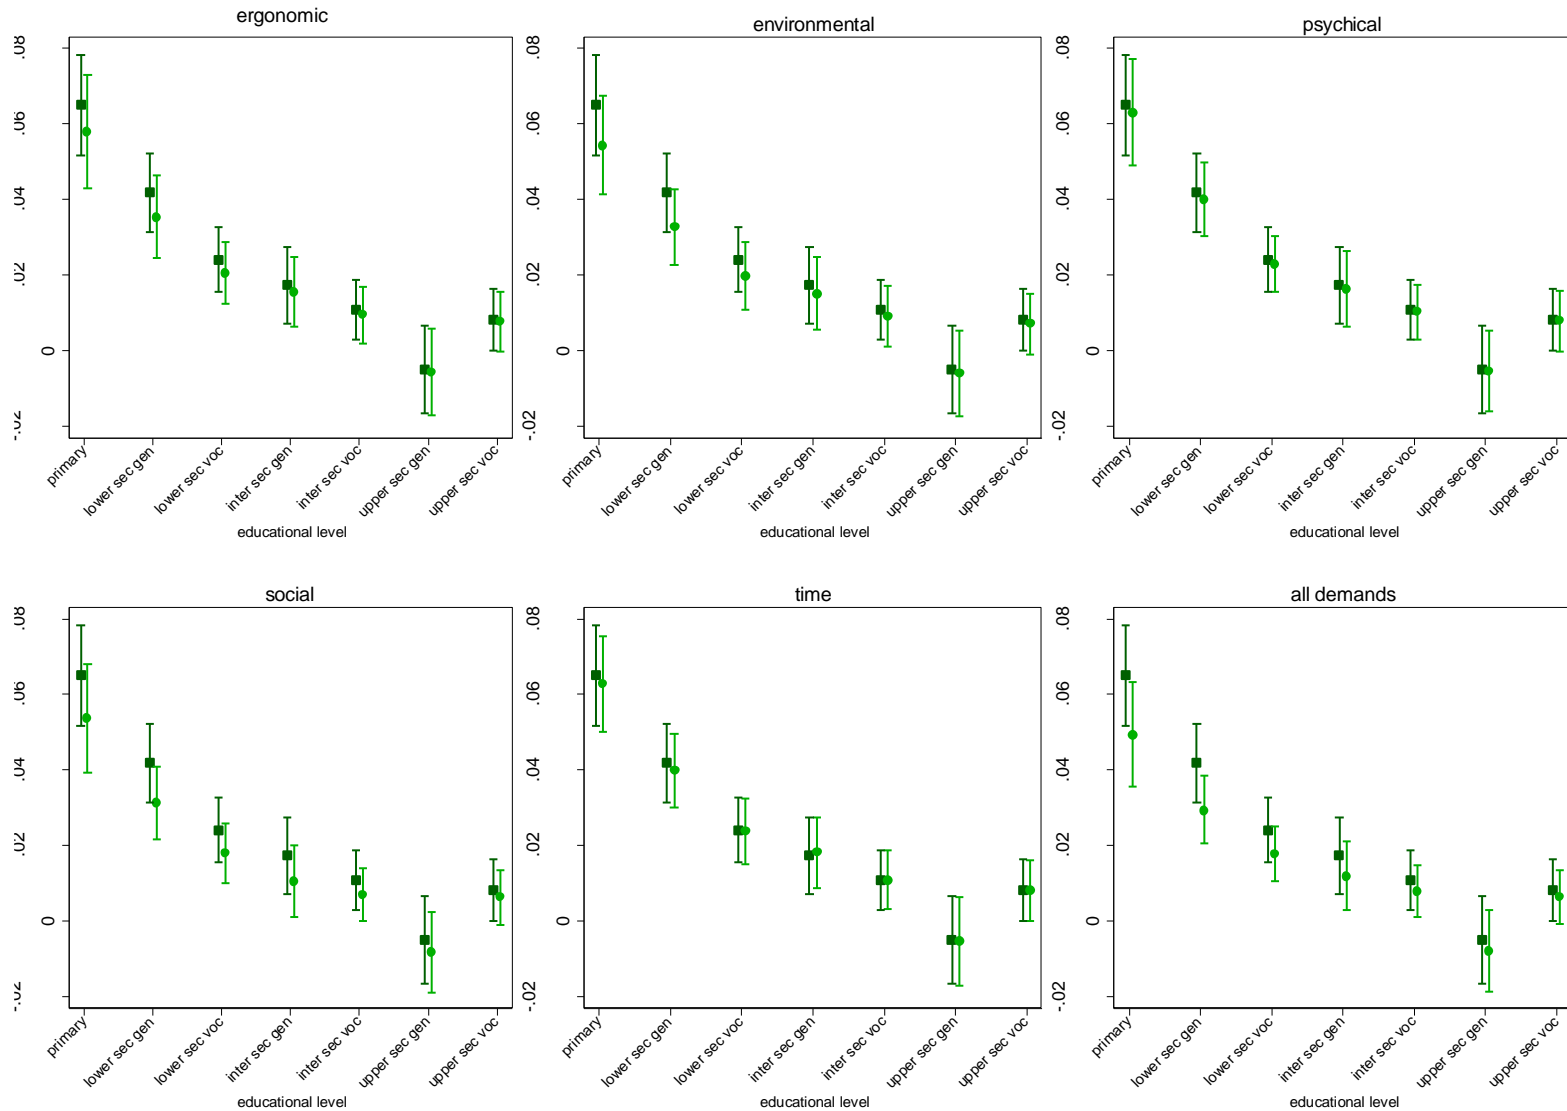 ergonomic
environmental
psychical
.08
.06
.04
.02
0
-.02
.08
.06
.04
.02
0
-.02
.08
.06
.04
.02
0
-.02
primary
lower sec gen
lower sec voc
inter sec gen
inter sec voc
upper sec gen
upper sec voc
primary
lower sec gen
lower sec voc
inter sec gen
inter sec voc
upper sec gen
upper sec voc
primary
lower sec gen
lower sec voc
inter sec gen
inter sec voc
upper sec gen
upper sec voc
educational level
educational level
educational level
social
time
all demands
.08
.06
.04
.02
0
-.02
.08
.06
.04
.02
0
-.02
.08
.06
.04
.02
0
-.02
primary
lower sec gen
lower sec voc
inter sec gen
inter sec voc
upper sec gen
upper sec voc
primary
lower sec gen
lower sec voc
inter sec gen
inter sec voc
upper sec gen
upper sec voc
primary
lower sec gen
lower sec voc
inter sec gen
inter sec voc
upper sec gen
upper sec voc
educational level
educational level
educational level